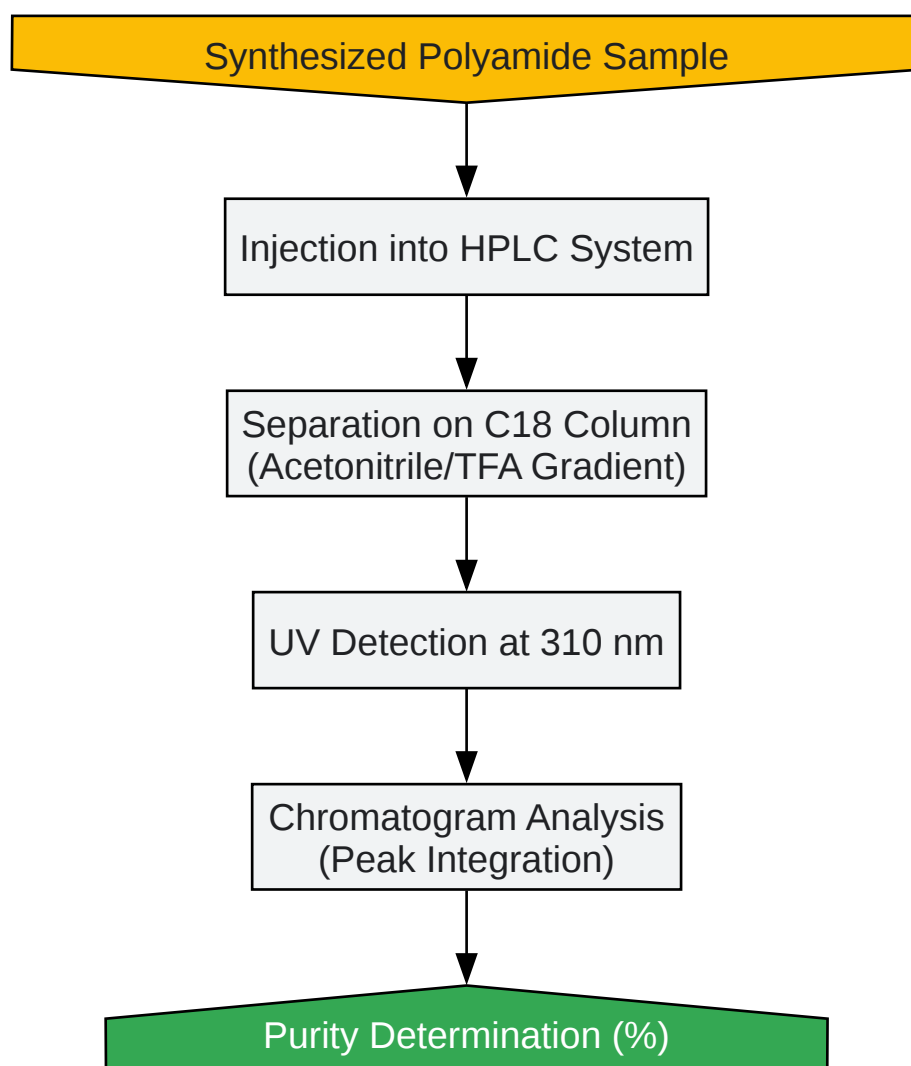 Synthesized Polyamide Sample
Injection into HPLC System
Separation on C18 Column
(Acetonitrile/TFA Gradient)
UV Detection at 310 nm
Chromatogram Analysis
(Peak Integration)
Purity Determination (%)